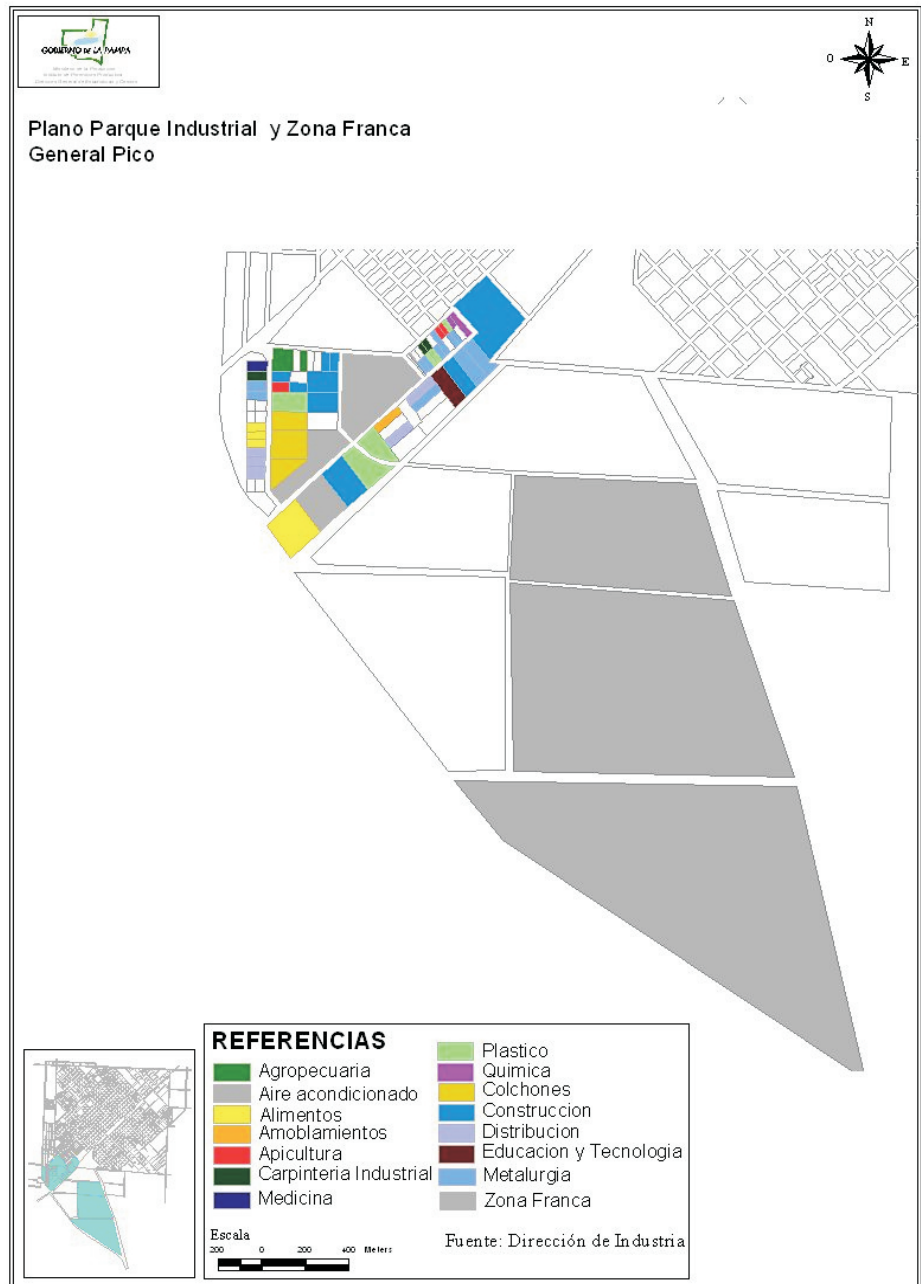 GOBIERNO DE LA PAMPA
N
O
E
S
Plano Parque Industrial y Zona Franca
General Pico
REFERENCIAS
Agropecuaria
Aire acondicionado
Alimentos
Amoblamientos
Apicultura
Carpinteria Industrial
Medicina
Plastico
Quimica
Colchones
Construccion
Distribucion
Educacion y Tecnologia
Metalurgia
Zona Franca
Escala
200 0 200 400 Meters
Fuente: Dirección de Industria